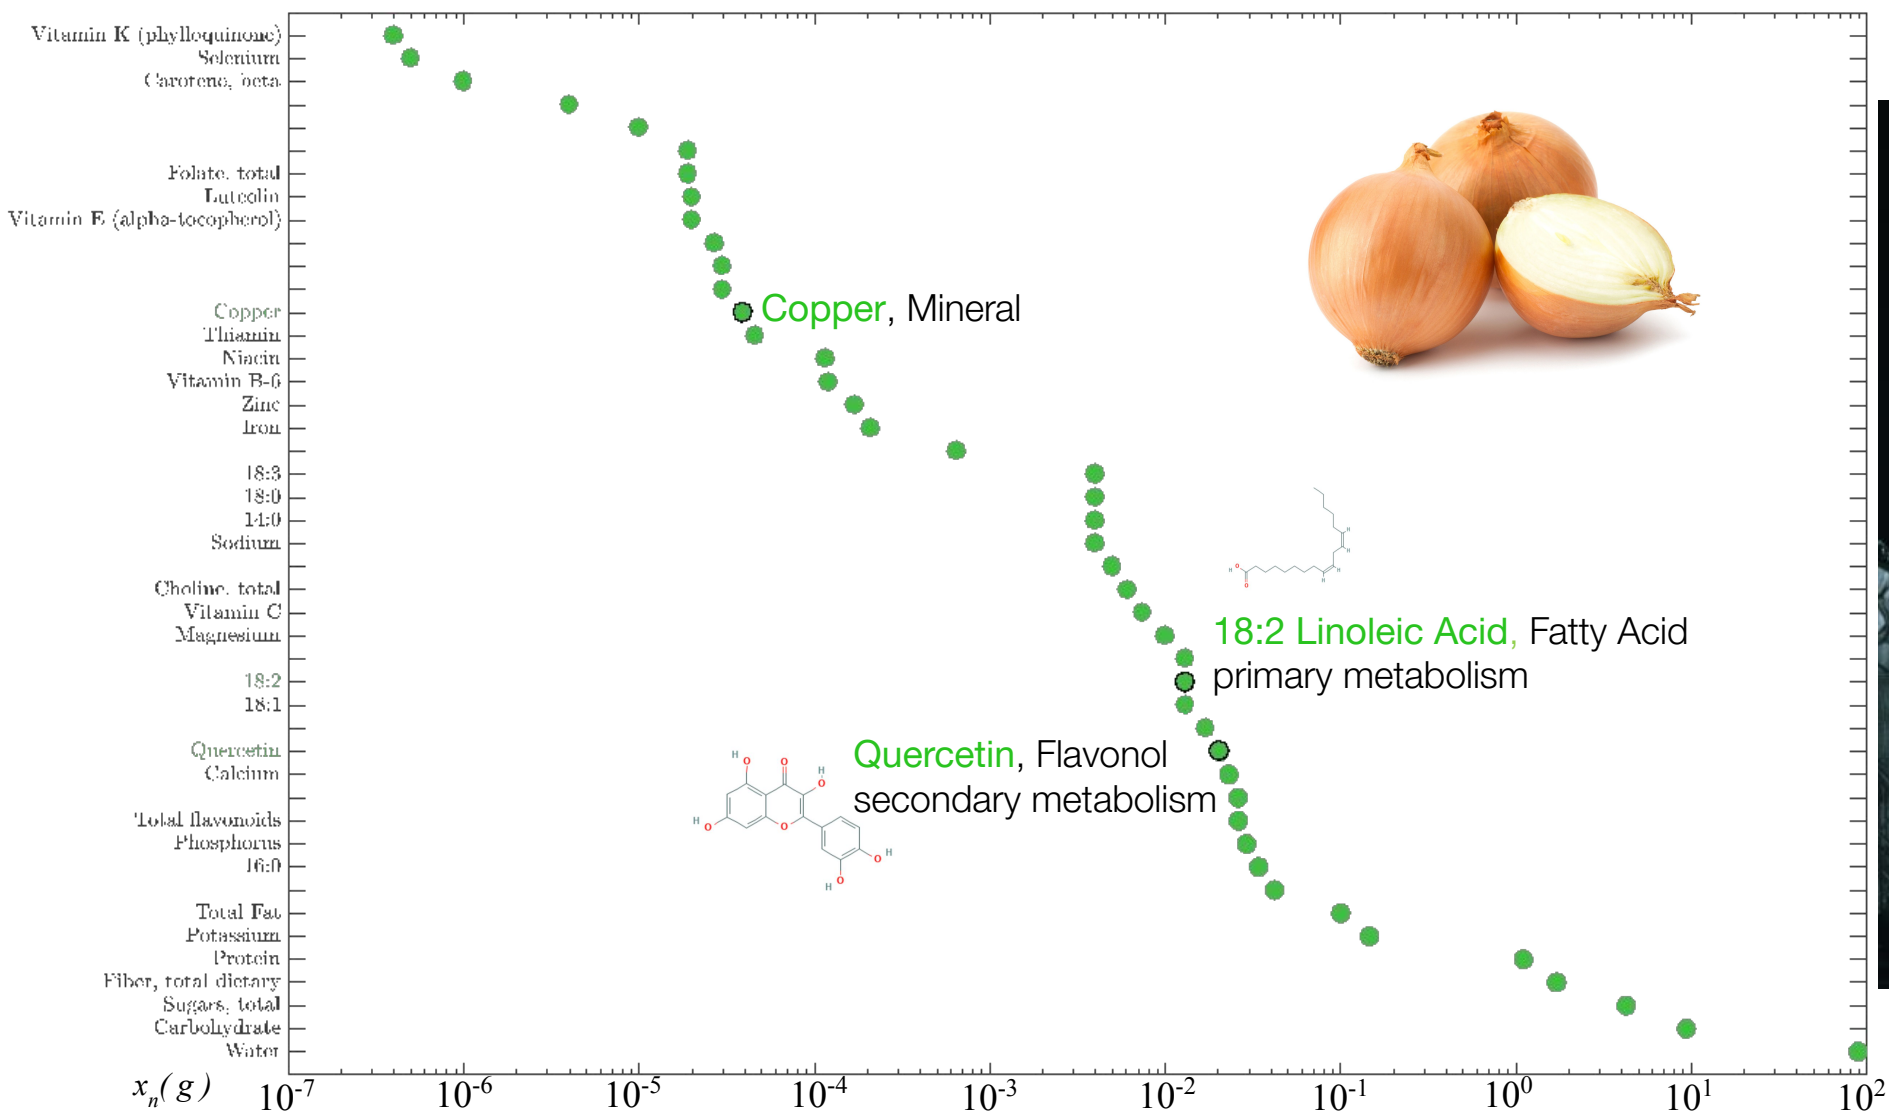 Vitamin K (phylloquinone)
Selenium
Carotene, beta
Folate, total
Luteolin
Vitamin E (alpha-tocopherol)
Copper
Copper, Mineral
Thiamin
Niacin
Vitamin B-6
Zinc
Iron
18:3
18:0
14:0
Sodium
Choline, total
Vitamin C
Magnesium
18:2 Linoleic Acid, Fatty Acid
primary metabolism
18:2
18:1
Quercetin
Quercetin, Flavonol
secondary metabolism
Calcium
Total flavonoids
Phosphorus
16:0
Total Fat
Potassium
Protein
Fiber, total dietary
Sugars, total
Carbohydrate
Water
H O O H O
H O O
O H
H O
H O O H H H H
xₙ(g) 10⁻⁷ 10⁻⁶ 10⁻⁵ 10⁻⁴ 10⁻³ 10⁻² 10⁻¹ 10⁰ 10¹ 10²